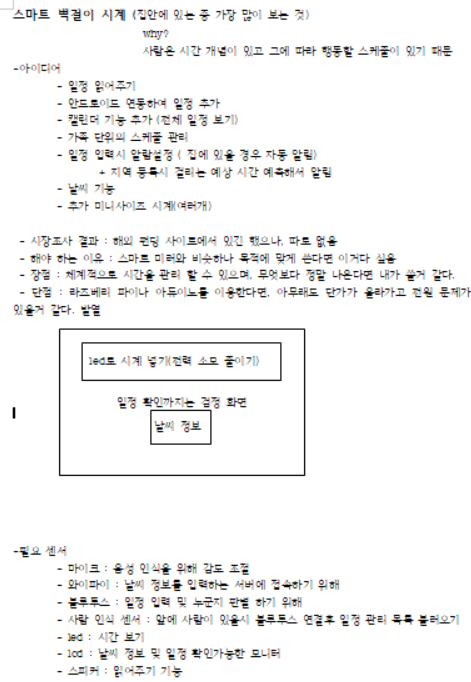 스마트 벽걸이 시계 (집안에 있는 중 가장 많이 보는 것)
why?
사람은 시간 개념이 있고 그에 따라 행동할 스케쥴이 있기 때문
-아이디어
- 일정 읽어주기
- 안드로이드 연동하여 일정 추가
- 캘린더 기능 추가 (전체 일정 보기)
- 가족 단위의 스케쥴 관리
- 일정 입력시 알람설정 ( 집에 있을 경우 자동 알림)
+ 지역 등록시 걸리는 예상 시간 예측해서 알림
- 날씨 기능
- 추가 미니사이즈 시계(여러개)
- 시장조사 결과 : 해외 펀딩 사이트에서 있긴 했으나, 따로 없음
- 해야 하는 이유 : 스마트 미러와 비슷하나 목적에 맞게 쓴다면 이거다 싶음
- 장점 : 체계적으로 시간을 관리 할 수 있으며, 무엇보다 정말 나온다면 내가 쓸거 같다.
- 단점 : 라즈베리 파이나 아듀이노를 이용한다면, 아무래도 단가가 올라가고 전원 문제가
있을거 같다. 발열
led로 시계 넣기(전력 소모 줄이기)
일정 확인까지는 검정 화면
날씨 정보
-필요 센서
- 마이크 : 음성 인식을 위해 감도 조절
- 와이파이 : 날씨 정보를 입력하는 서버에 접속하기 위해
- 블루투스 : 일정 입력 및 누군지 판별 하기 위해
- 사람 인식 센서 : 앞에 사람이 있을시 블루투스 연결후 일정 관리 목록 불러오기
- led : 시간 보기
- lcd : 날씨 정보 및 일정 확인가능한 모니터
- 스피커 : 읽어주기 기능